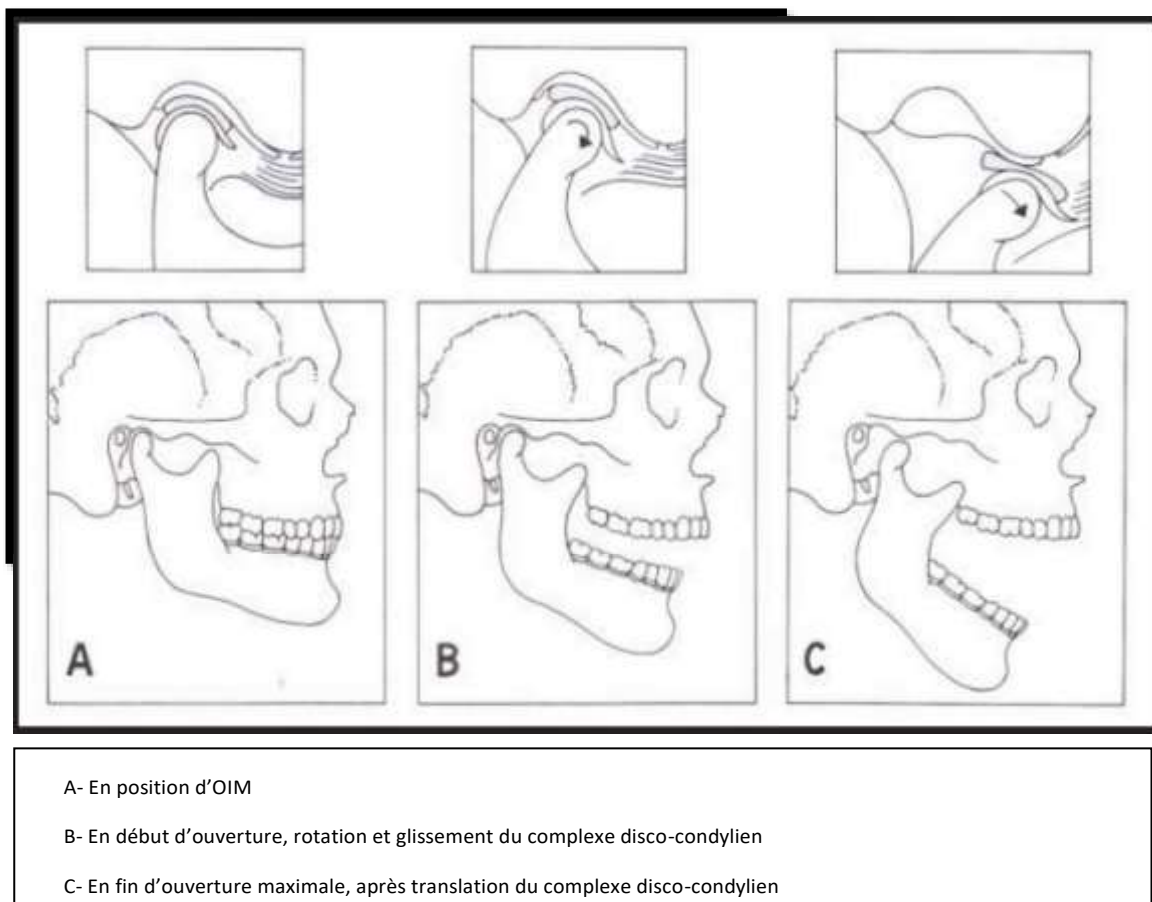 A
B
C
A- En position d’OIM
B- En début d’ouverture, rotation et glissement du complexe disco-condylien
C- En fin d’ouverture maximale, après translation du complexe disco-condylien